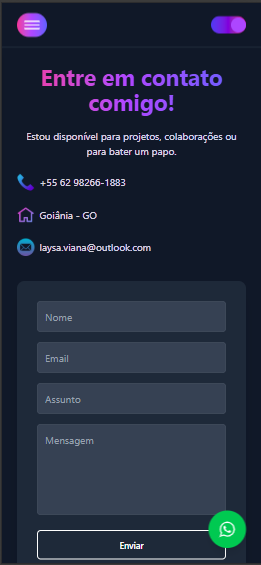 Entre em contato
comigo!
Estou disponível para projetos, colaborações ou
para bater um papo.
+55 62 98266-1883
Goiânia - GO
laysa.viana@outlook.com
Nome
Email
Assunto
Mensagem
Enviar